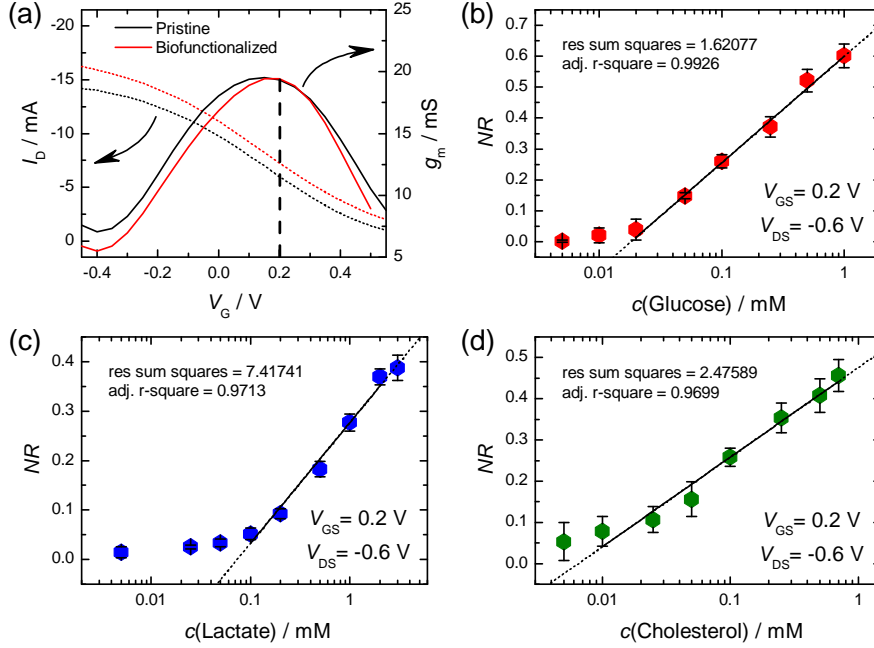 (a)
Pristine
Biofunctionalized
-20
-15
-10
-5
0
I_D / mA
25
20
15
10
5
g_m / mS
-0.4
-0.2
0.0
0.2
0.4
V_G / V
(b)
res sum squares = 1.62077
adj. r-square = 0.9926
0.7
0.6
0.5
0.4
0.3
0.2
0.1
0.0
NR
V_GS= 0.2 V
V_DS= -0.6 V
0.01
0.1
1
c(Glucose) / mM
(c)
res sum squares = 7.41741
adj. r-square = 0.9713
0.4
0.3
0.2
0.1
0.0
NR
V_GS= 0.2 V
V_DS= -0.6 V
0.01
0.1
1
c(Lactate) / mM
(d)
res sum squares = 2.47589
adj. r-square = 0.9699
0.5
0.4
0.3
0.2
0.1
0.0
NR
V_GS= 0.2 V
V_DS= -0.6 V
0.01
0.1
1
c(Cholesterol) / mM